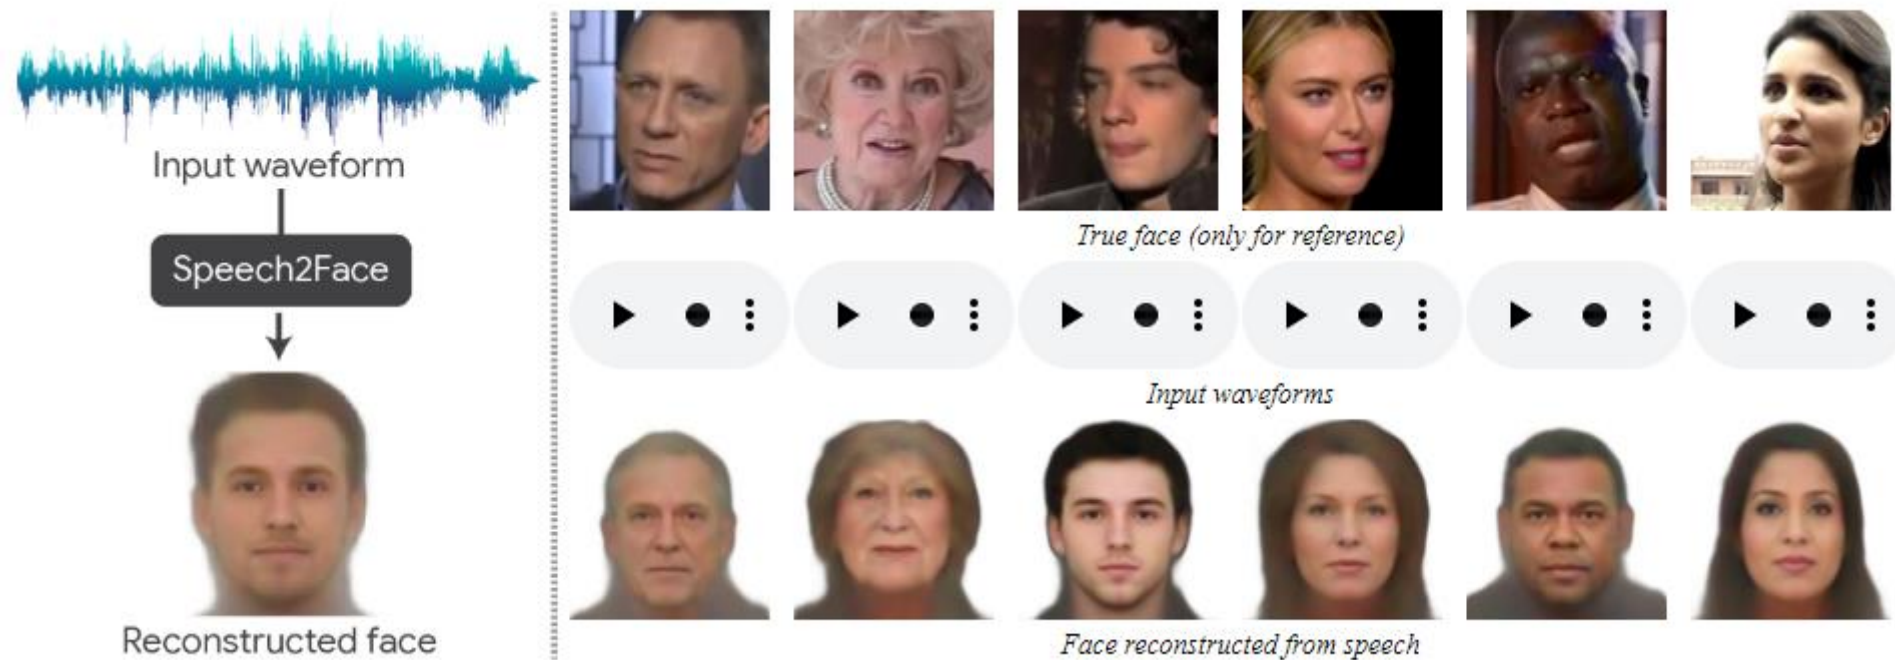 Input waveform
Speech2Face
Reconstructed face
True face (only for reference)
Input waveforms
Face reconstructed from speech